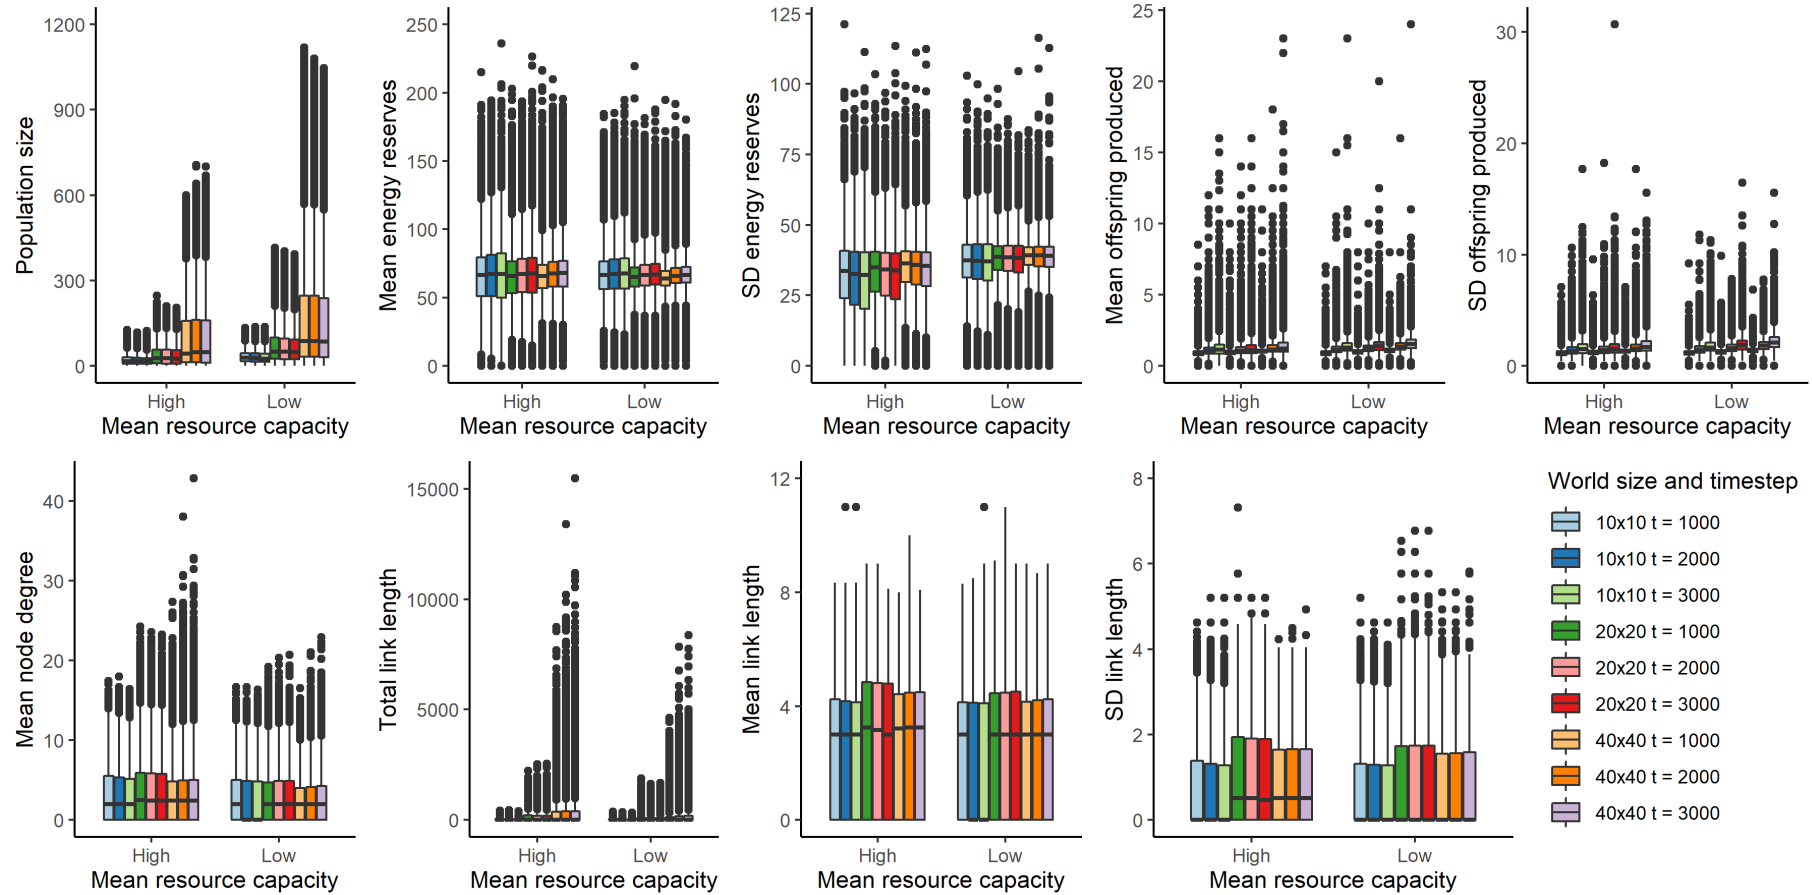 Population size
1200
900
600
300
0
High
Low
Mean resource capacity
Mean energy reserves
250
200
150
100
50
0
High
Low
Mean resource capacity
SD energy reserves
125
100
75
50
25
0
High
Low
Mean resource capacity
Mean offspring produced
25
20
15
10
5
0
High
Low
Mean resource capacity
SD offspring produced
30
20
10
0
High
Low
Mean resource capacity
Mean node degree
40
30
20
10
0
High
Low
Mean resource capacity
Total link length
15000
10000
5000
0
High
Low
Mean resource capacity
Mean link length
12
8
4
0
High
Low
Mean resource capacity
SD link length
8
6
4
2
0
High
Low
Mean resource capacity
World size and timestep
10x10 t = 1000
10x10 t = 2000
10x10 t = 3000
20x20 t = 1000
20x20 t = 2000
20x20 t = 3000
40x40 t = 1000
40x40 t = 2000
40x40 t = 3000